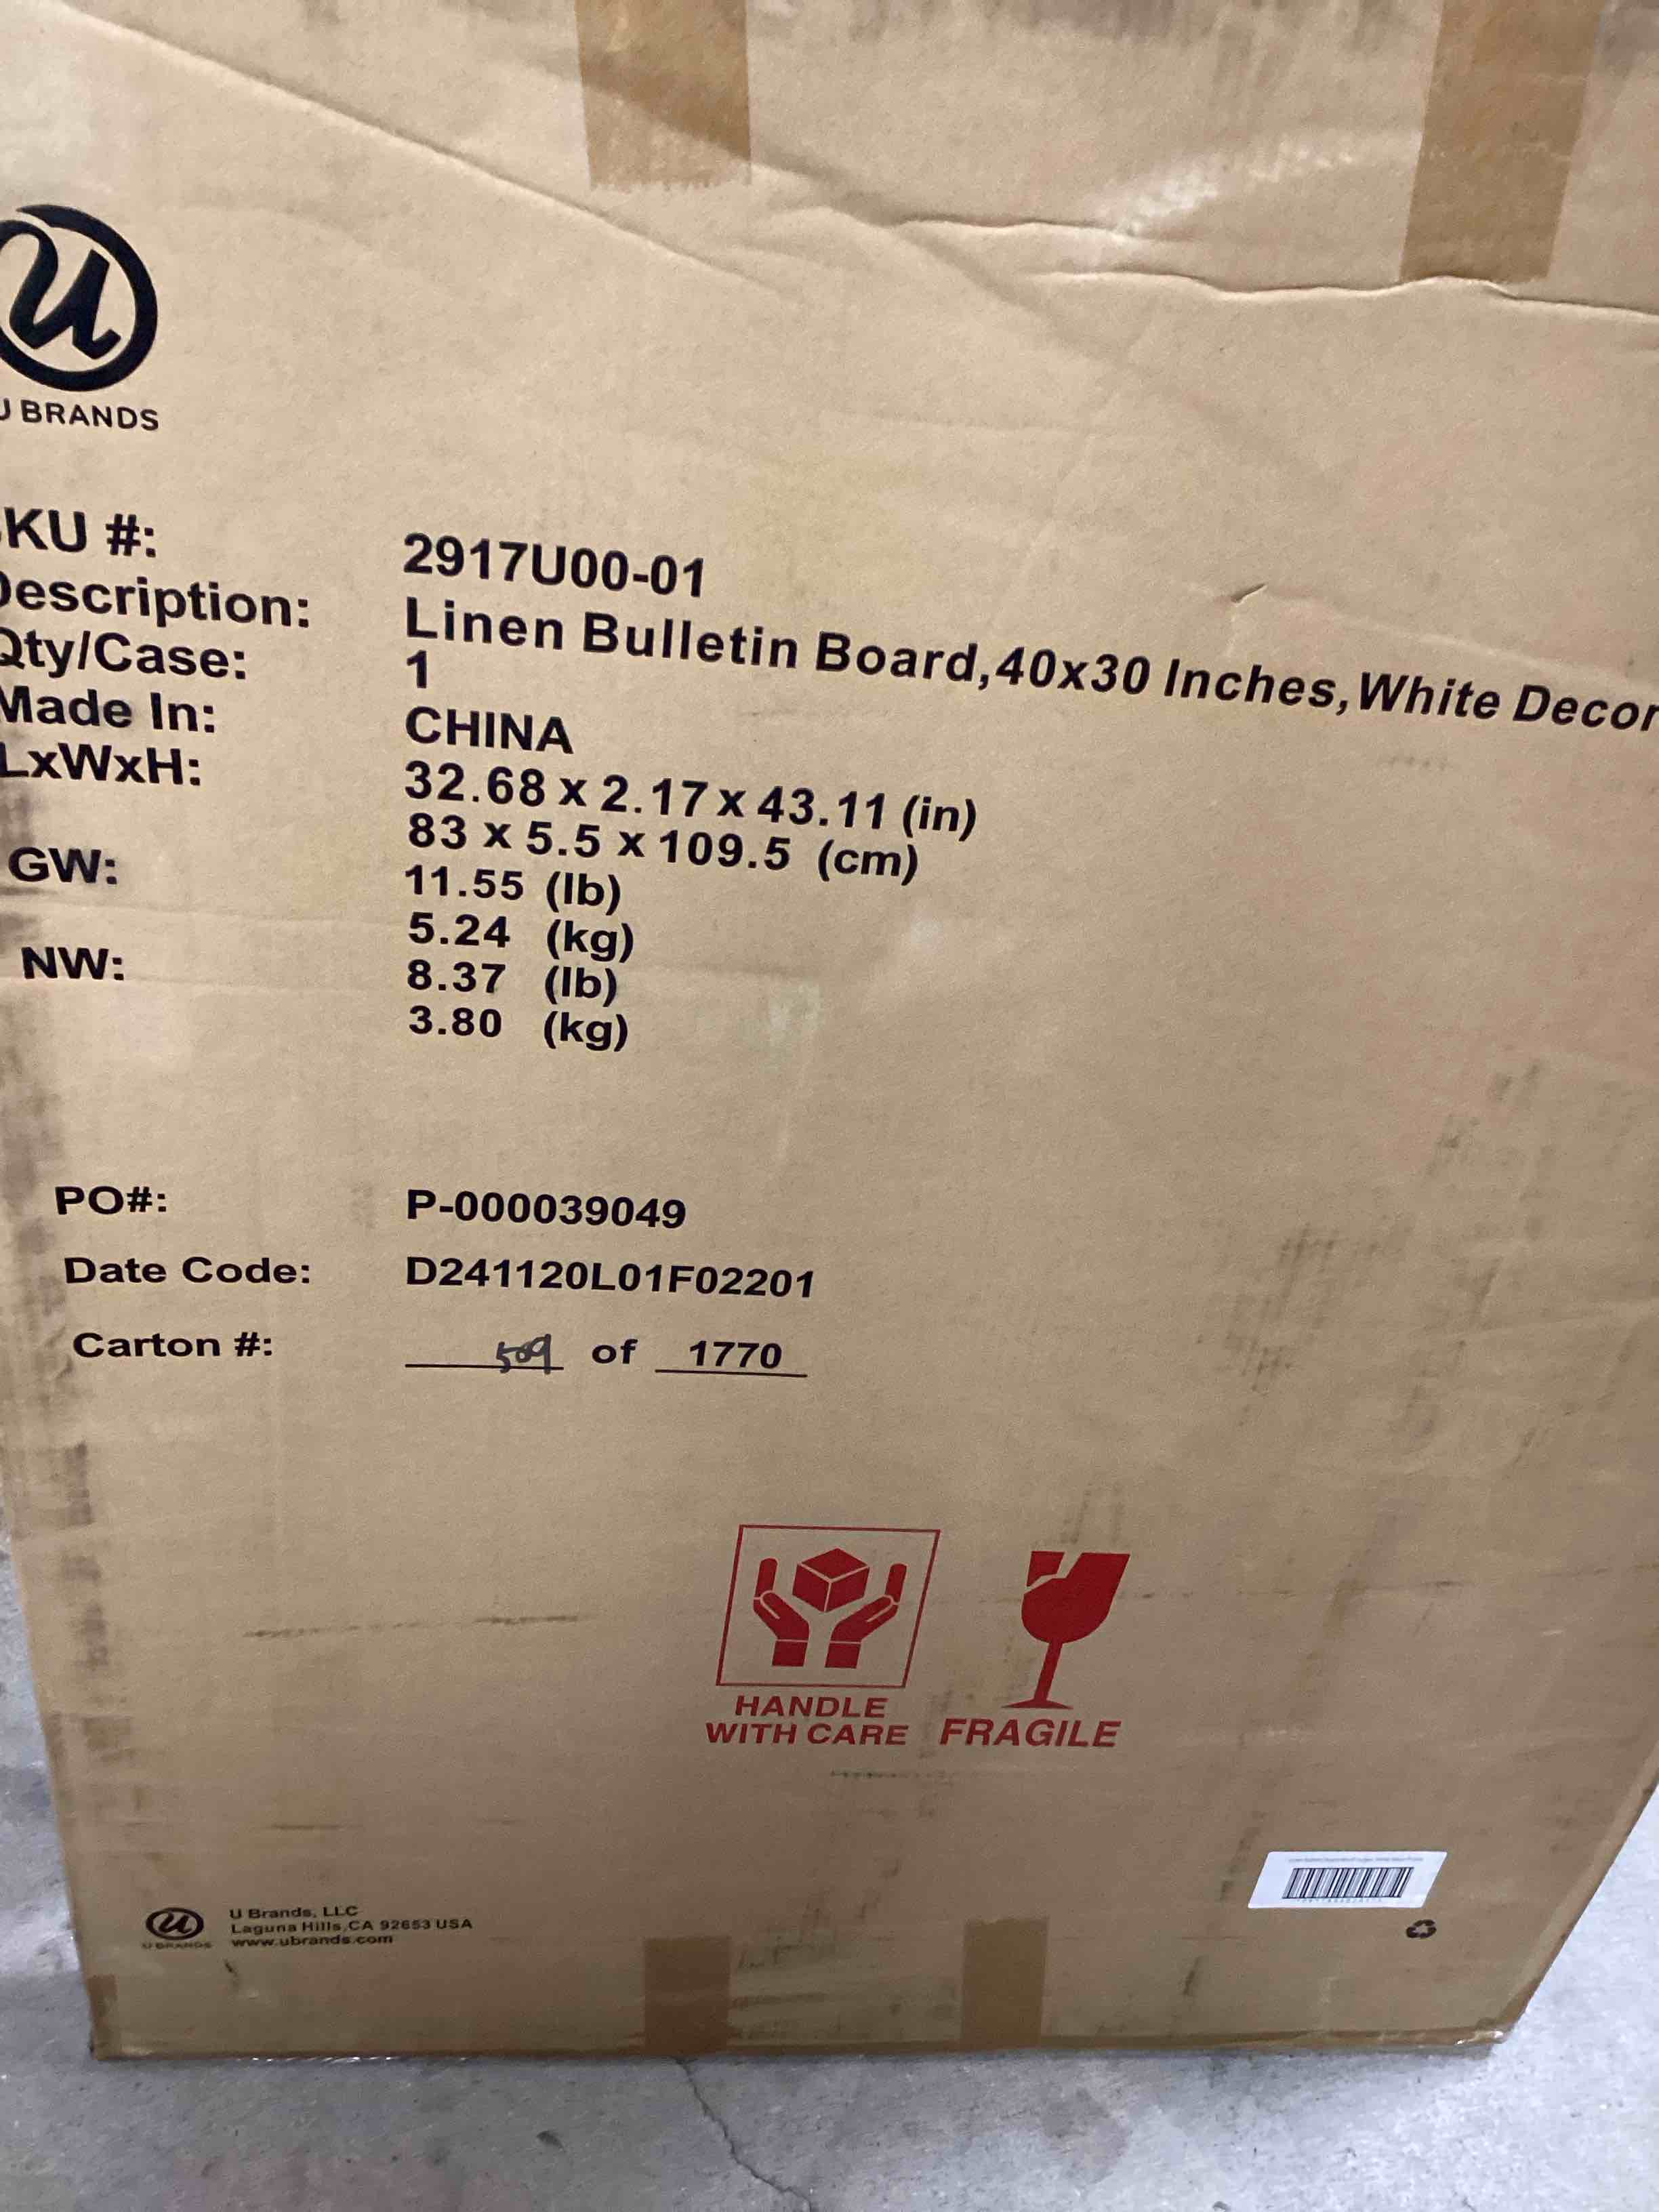 U
U BRANDS
SKU #: 2917U00-01
Description: Linen Bulletin Board,40x30 Inches,White Decor
Qty/Case: 1
Made In: CHINA
LxWxH: 32.68 x 2.17 x 43.11 (in)
83 x 5.5 x 109.5 (cm)
GW: 11.55 (lb)
5.24 (kg)
NW: 8.37 (lb)
3.80 (kg)
PO#: P-000039049
Date Code: D241120L01F02201
Carton #: 509 of 1770
HANDLE
WITH CARE
FRAGILE
U
U BRANDS
U Brands, LLC
Laguna Hills,CA 92653 USA
www.ubrands.com